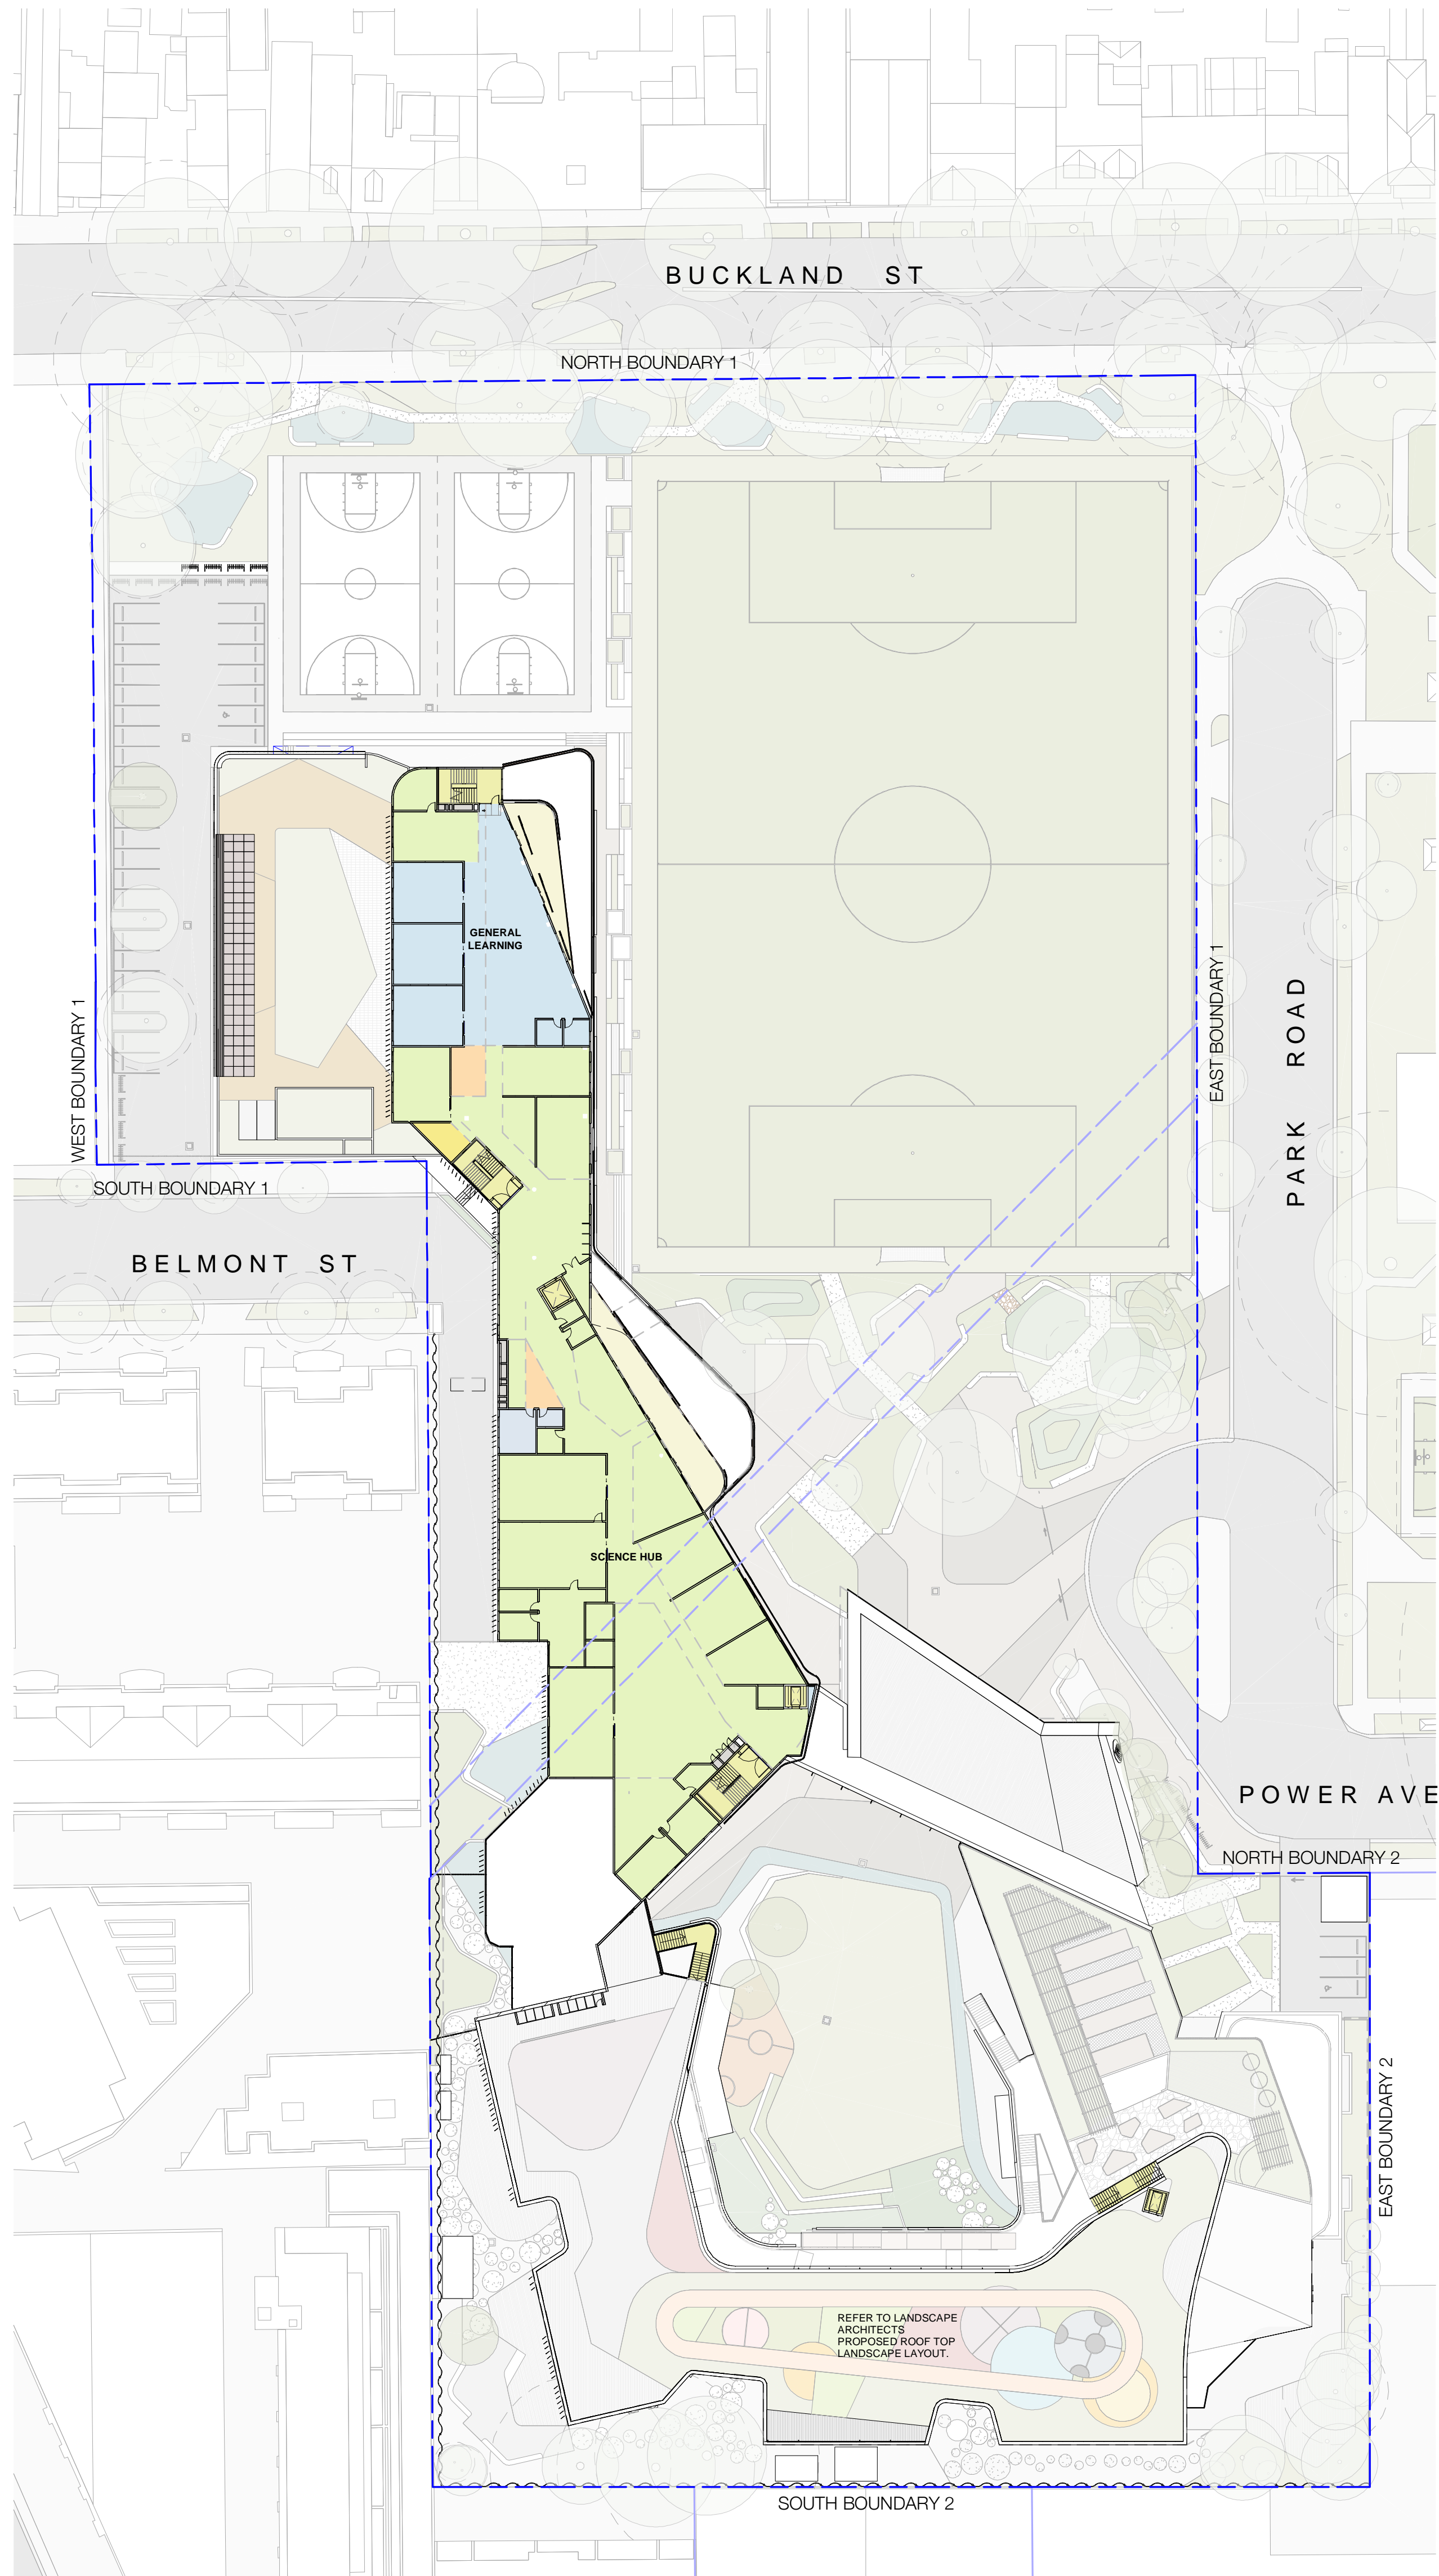 BUCKLAND ST
NORTH BOUNDARY 1
GENERAL
LEARNING
WEST BOUNDARY 1
EAST BOUNDARY 1
PARK ROAD
SOUTH BOUNDARY 1
BELMONT ST
SCIENCE HUB
POWER AVE
NORTH BOUNDARY 2
EAST BOUNDARY 2
REFER TO LANDSCAPE
ARCHITECTS
PROPOSED ROOF TOP
LANDSCAPE LAYOUT.
SOUTH BOUNDARY 2